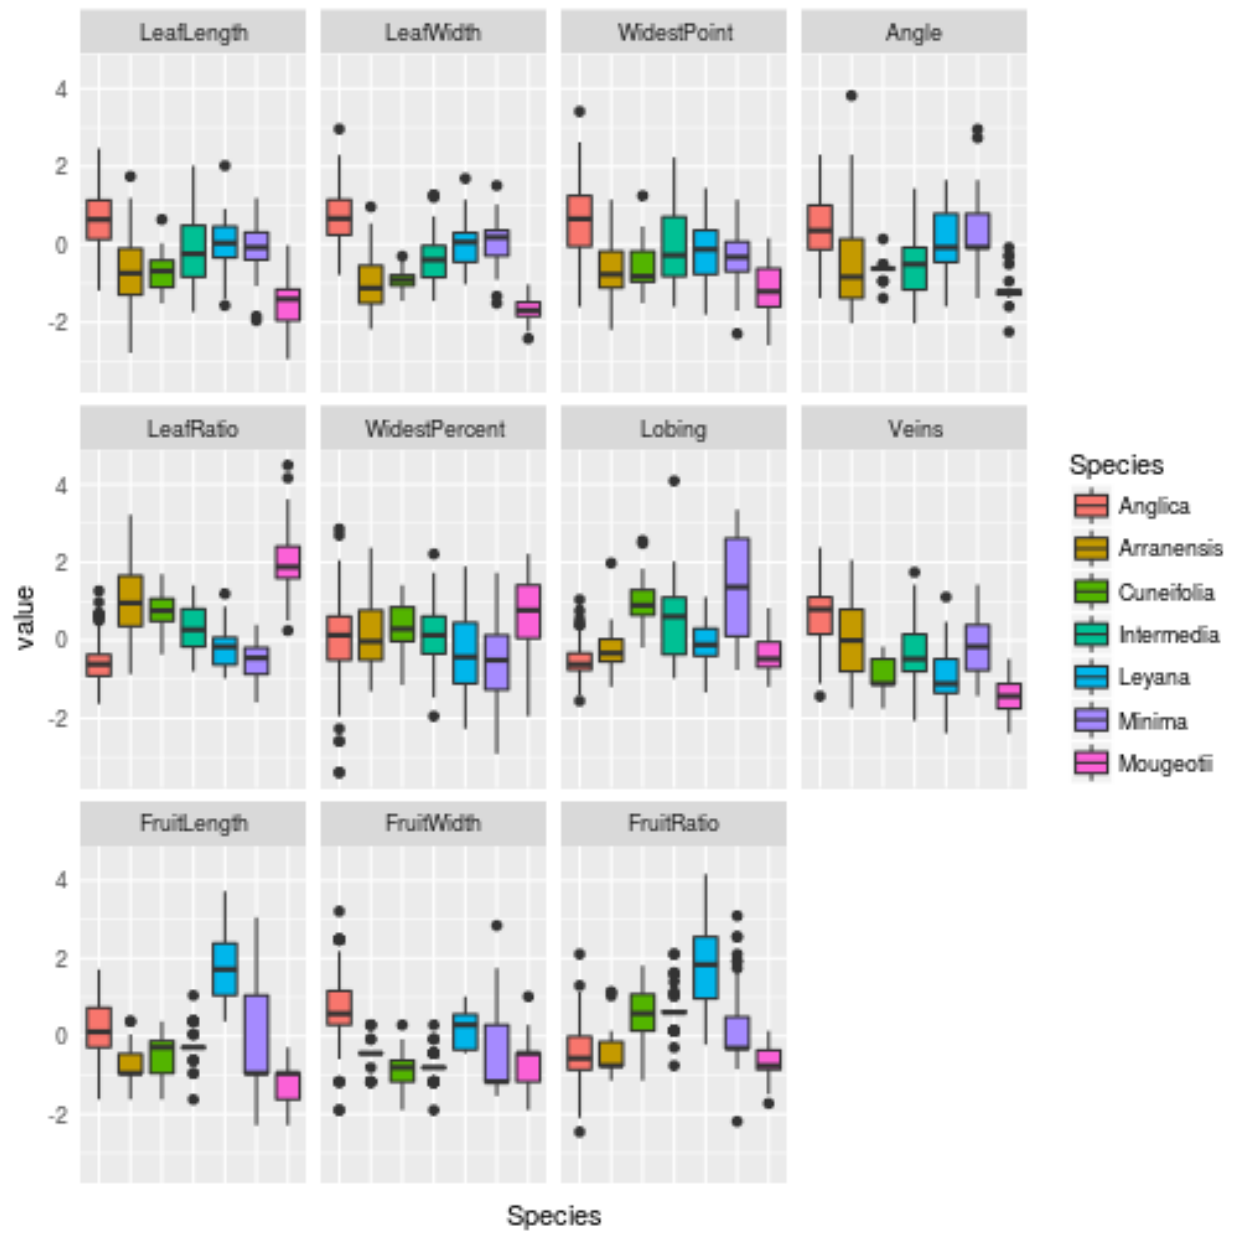 LeafLength LeafWidth WidestPoint Angle
4
2
0
-2
LeafRatio WidestPercent Lobing Veins
4
2
0
-2
FruitLength FruitWidth FruitRatio
4
2
0
-2
value
Species
Species
Anglica
Arranensis
Cuneifolia
Intermedia
Leyana
Minima
Mougeotii